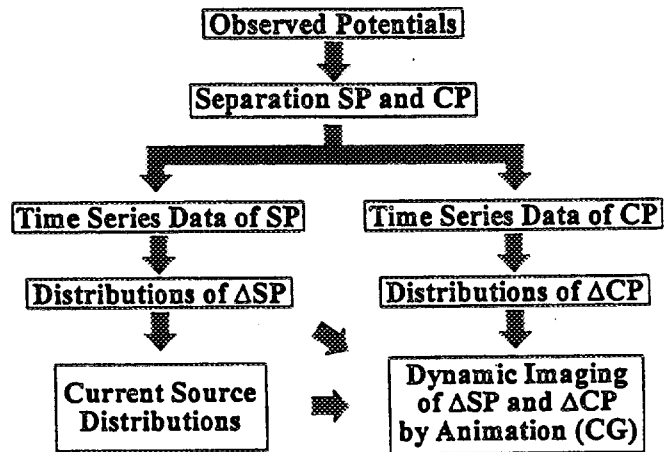 Observed Potentials
Separation SP and CP
Time Series Data of SP
Time Series Data of CP
Distributions of ΔSP
Distributions of ΔCP
Current Source
Distributions
Dynamic Imaging
of ΔSP and ΔCP
by Animation (CG)